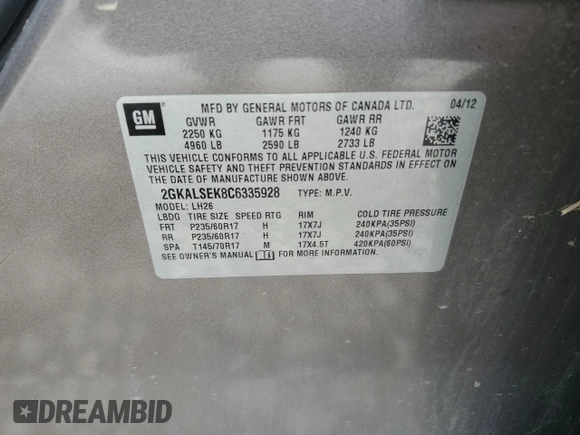 GM
MFD BY GENERAL MOTORS OF CANADA LTD. 04/12
GVWR GAWR FRT GAWR RR
2250 KG 1175 KG 1240 KG
4960 LB 2590 LB 2733 LB
THIS VEHICLE CONFORMS TO ALL APPLICABLE U.S. FEDERAL MOTOR
VEHICLE SAFETY AND THEFT PREVENTION STANDARDS IN EFFECT ON
THE DATE OF MANUFACTURE SHOWN ABOVE.
2GKALSEK8C6335928 TYPE: M.P.V.
MODEL: LH26
LBDG TIRE SIZE SPEED RTG RIM COLD TIRE PRESSURE
FRT P235/60R17 H 17X7J 240KPA(35PSI)
RR P235/60R17 H 17X7J 240KPA(35PSI)
SPA T145/70R17 M 17X4.5T 420KPA(60PSI)
SEE OWNER'S MANUAL FOR MORE INFORMATION.
DREAMBID